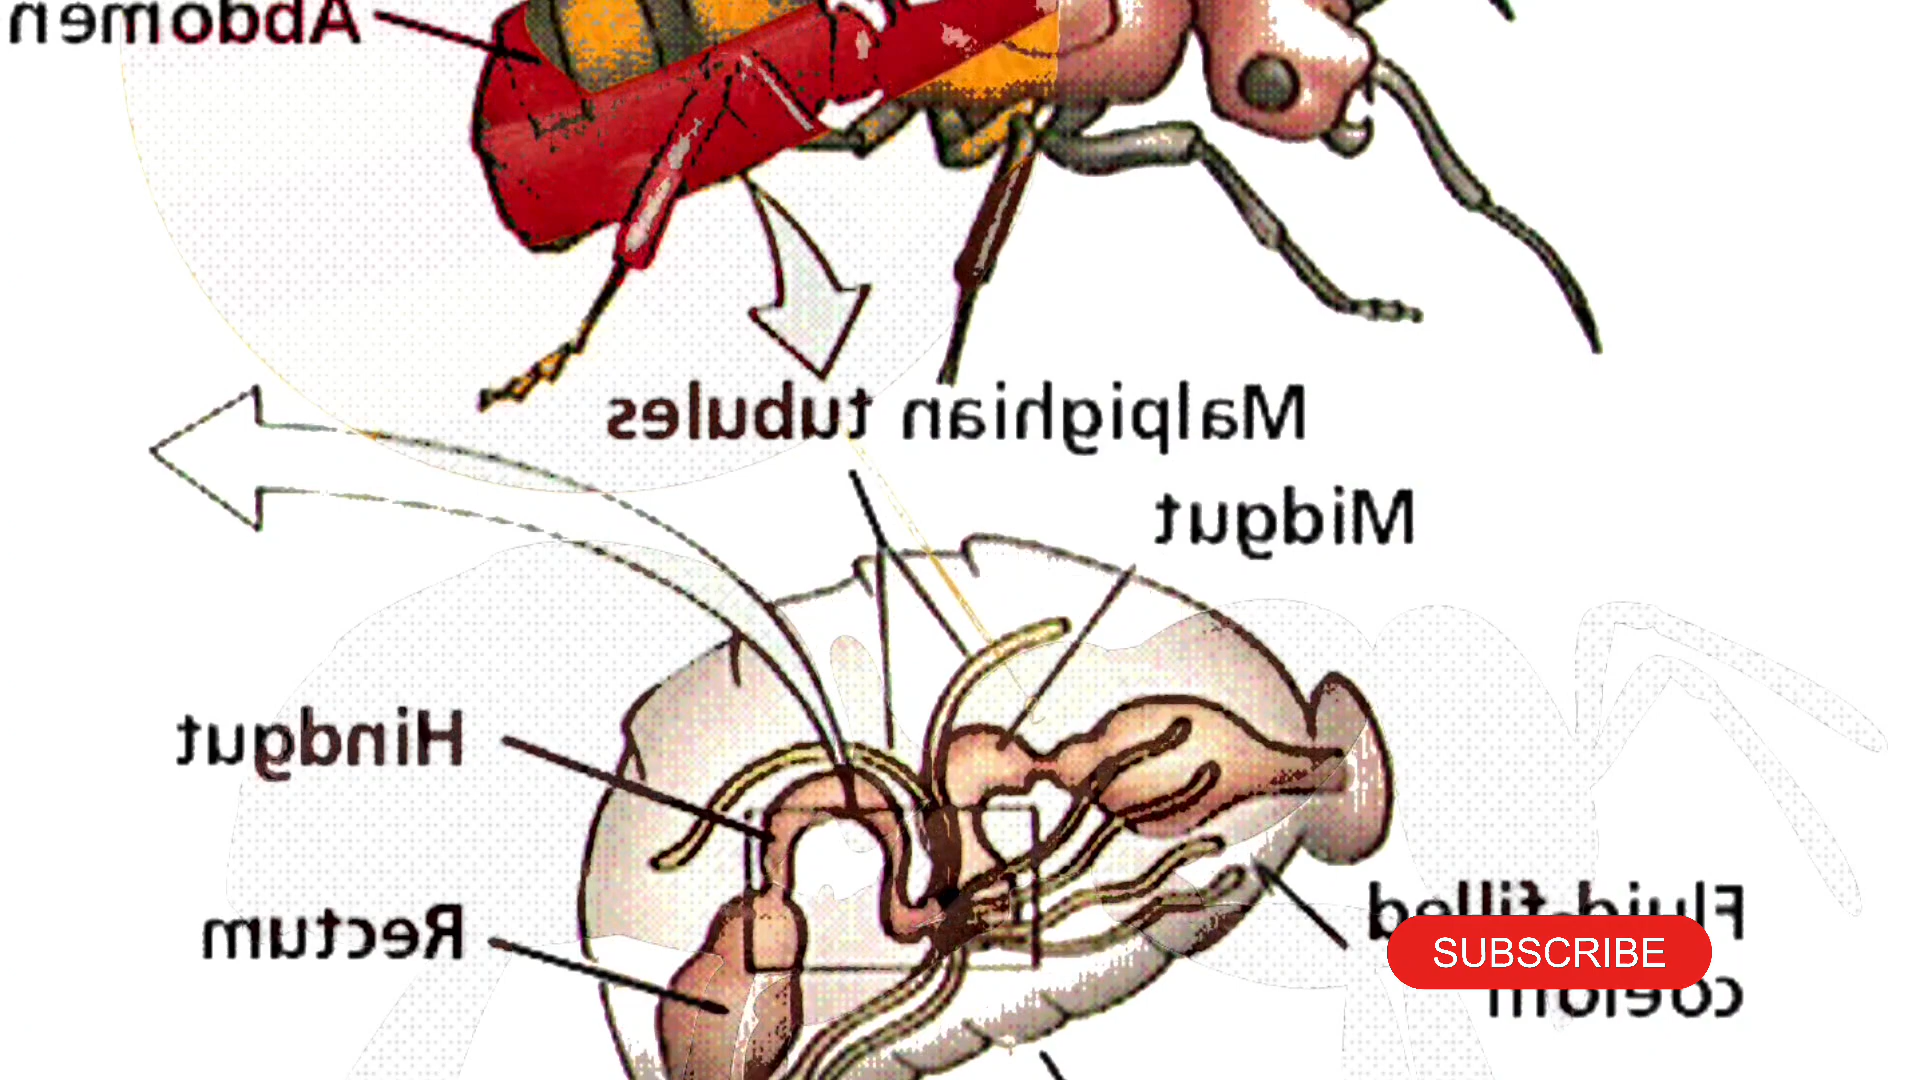 Abdomen
Malpighian tubules
Midgut
Hindgut
Rectum
Fluid-filled
coelom
SUBSCRIBE